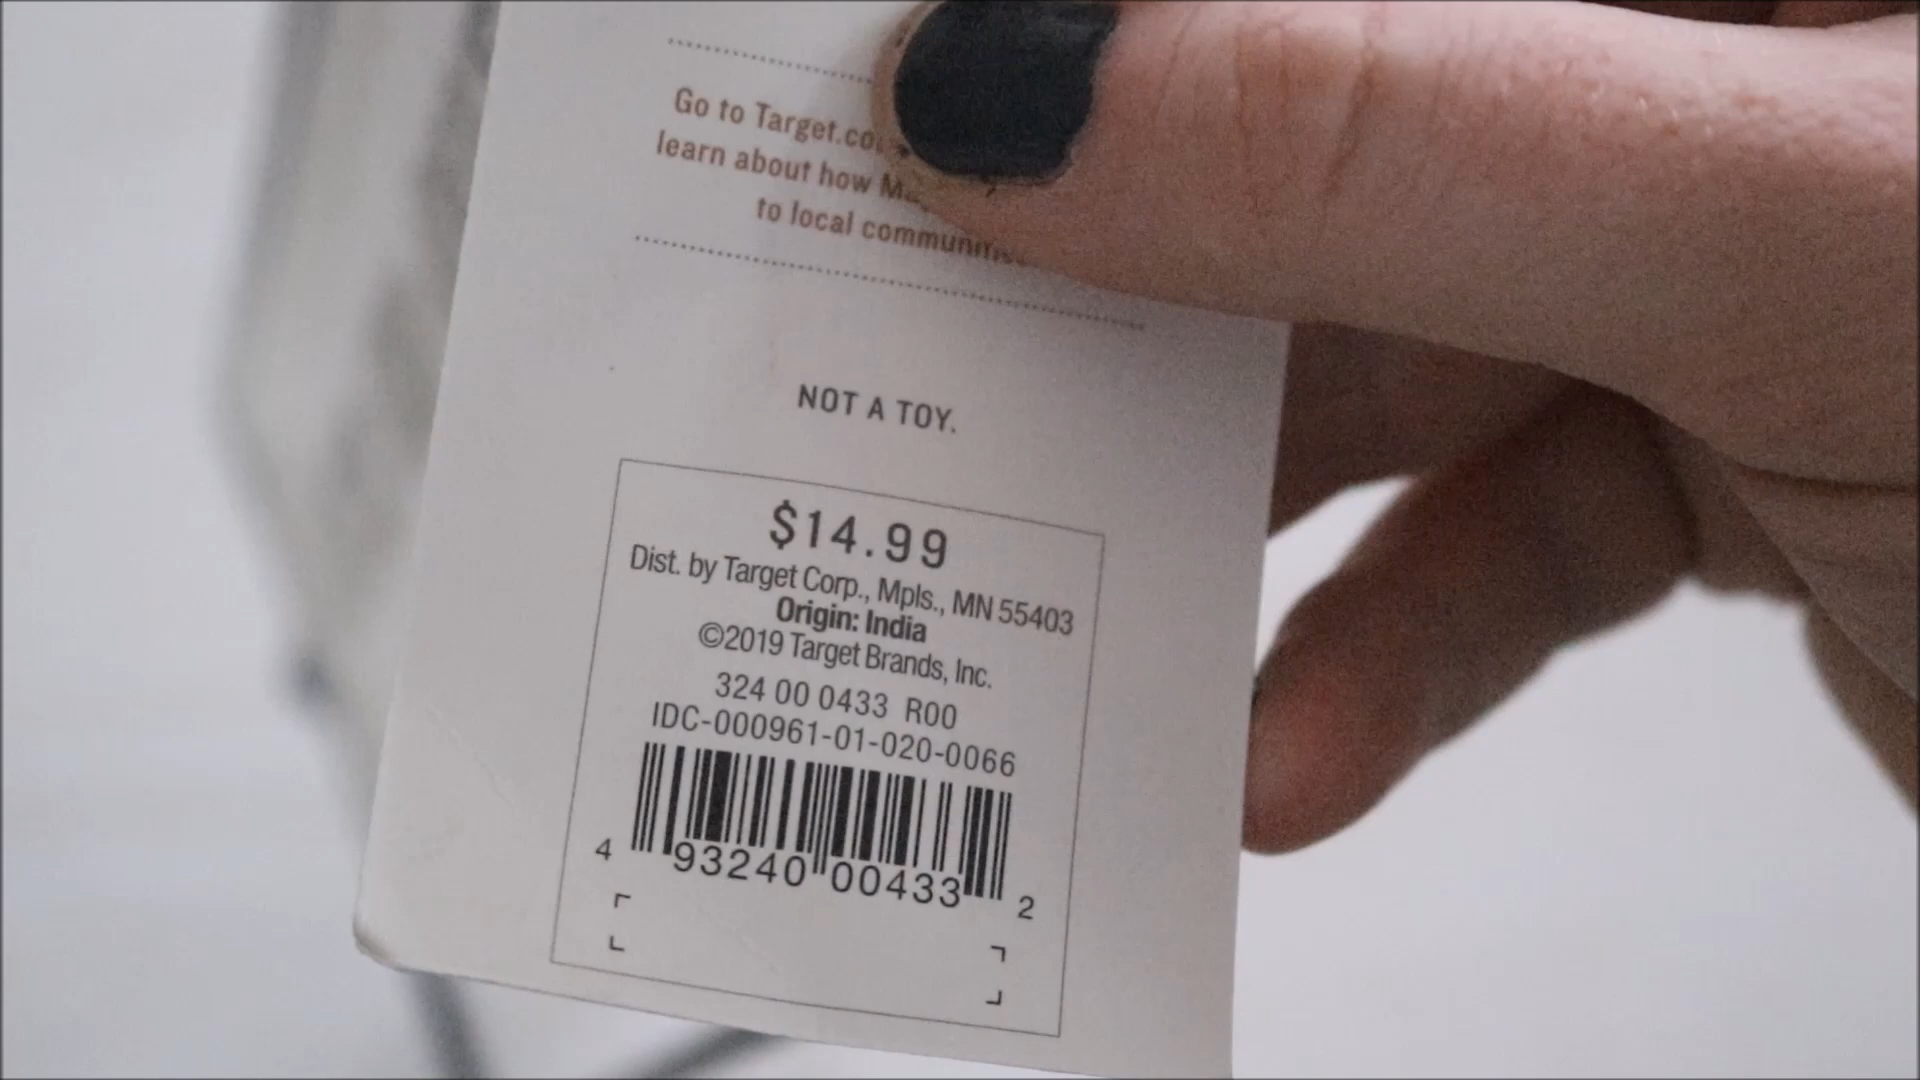 Go to Target.co
learn about how
to local
NOT A TOY.
$14.99
Dist. by Target Corp., Mpls., MN 55403
Origin: India
©2019 Target Brands, Inc.
324 00 0433 R00
IDC-000961-01-020-0066
4 93240 00433 2